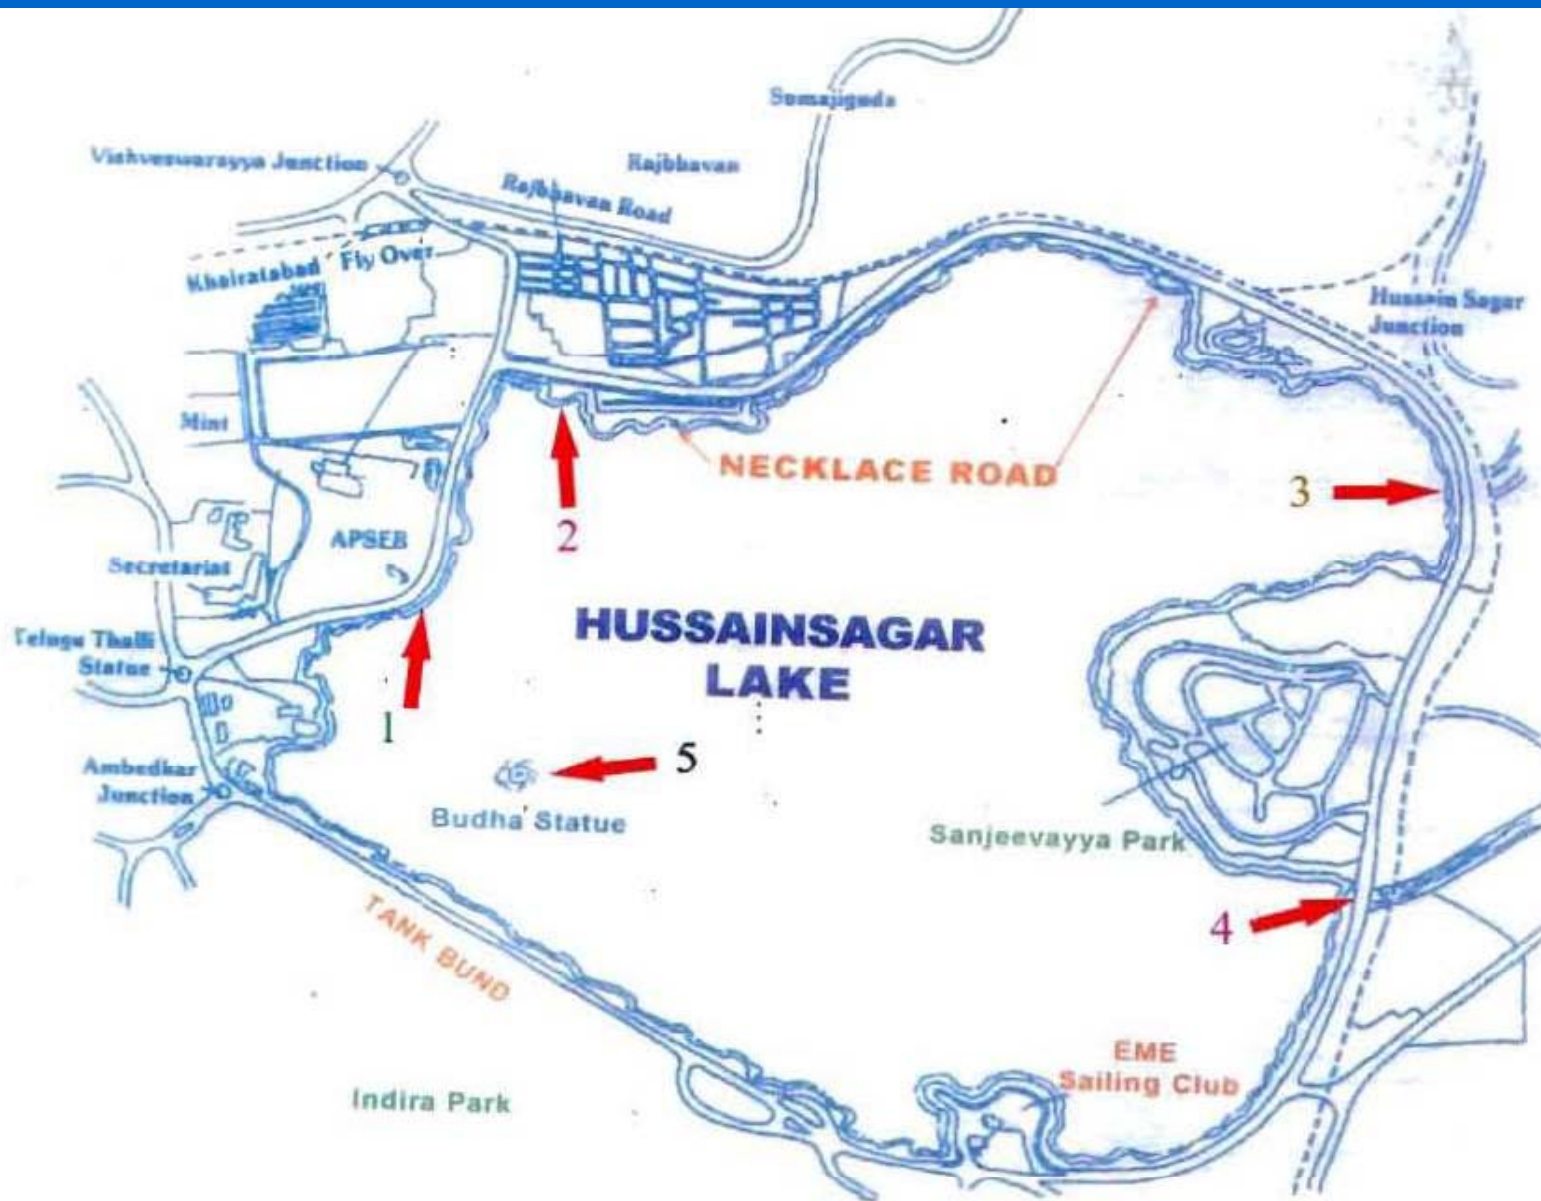 Somajiguda
Vishveswarayya Junction
Rajbhavan
Rajbhavan Road
Khairatabad Fly Over
Hussain Sagar
Junction
Mint
NECKLACE ROAD
3
2
APSEB
Secretariat
HUSSAINSAGAR
LAKE
Telugu Thalli
Statue
1
5
Ambedkar
Junction
Budha Statue
Sanjeevayya Park
TANK BUND
4
EME
Sailing Club
Indira Park